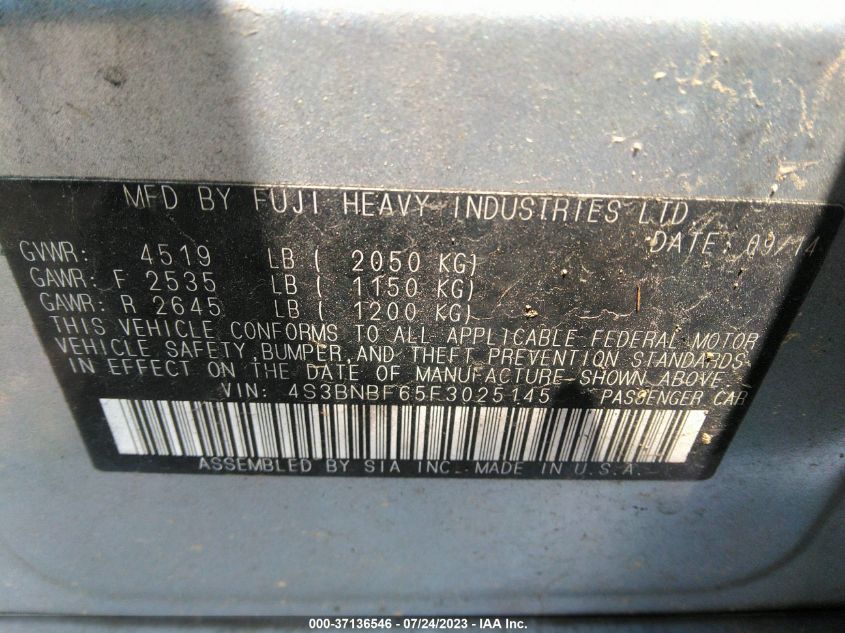 MFD BY FUJI HEAVY INDUSTRIES LTD
DATE: 09/14
GVWR: 4519 LB ( 2050 KG)
GAWR: F 2535 LB ( 1150 KG)
GAWR: R 2645 LB ( 1200 KG)
THIS VEHICLE CONFORMS TO ALL APPLICABLE FEDERAL MOTOR
VEHICLE SAFETY, BUMPER, AND THEFT PREVENTION STANDARDS
IN EFFECT ON THE DATE OF MANUFACTURE SHOWN ABOVE.
VIN: 4S3BNBF65F3025145 PASSENGER CAR
ASSEMBLED BY SIA INC. MADE IN U.S.A.
000-37136546 / 07/24/2023 - IAA Inc.